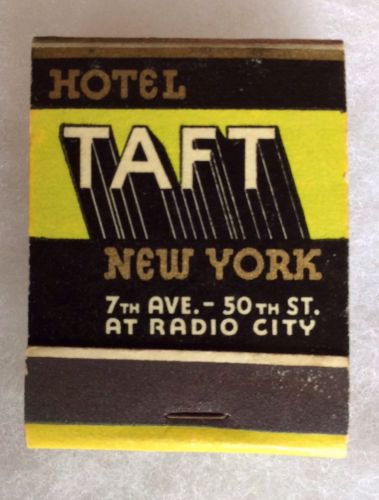 HOTEL
TAFT
NEW YORK
7TH AVE. - 50TH ST.
AT RADIO CITY